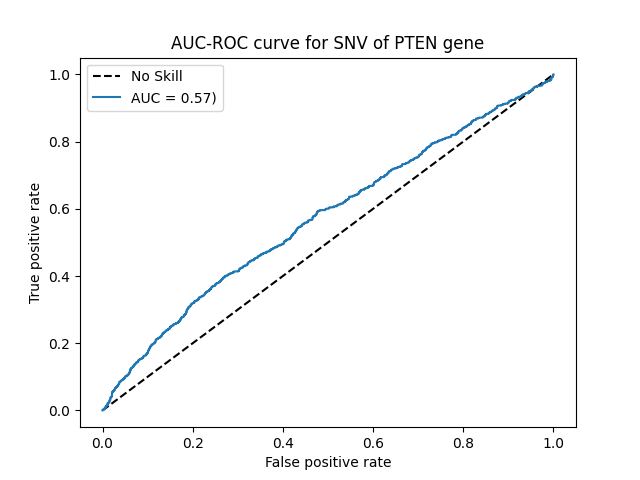 AUC-ROC curve for SNV of PTEN gene
No Skill
AUC = 0.57)
True positive rate
1.0
0.8
0.6
0.4
0.2
0.0
0.0 0.2 0.4 0.6 0.8 1.0
False positive rate